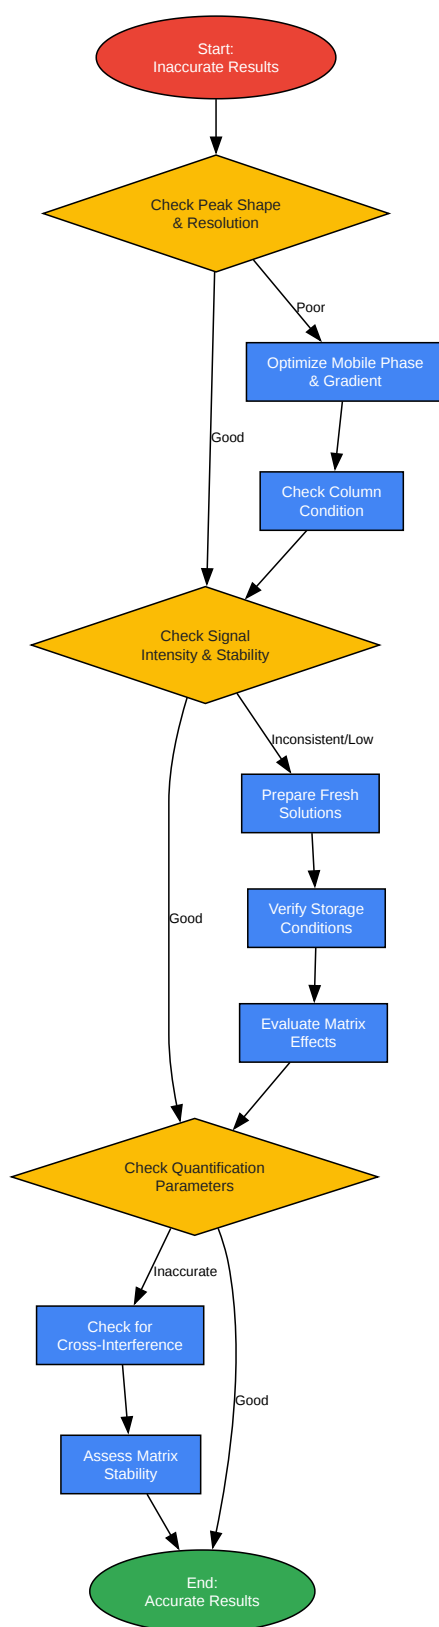 Start:
Inaccurate Results
Check Peak Shape
& Resolution
Poor
Optimize Mobile Phase
& Gradient
Good
Check Column
Condition
Check Signal
Intensity & Stability
Inconsistent/Low
Prepare Fresh
Solutions
Good
Verify Storage
Conditions
Evaluate Matrix
Effects
Check Quantification
Parameters
Inaccurate
Check for
Cross-Interference
Good
Assess Matrix
Stability
End:
Accurate Results